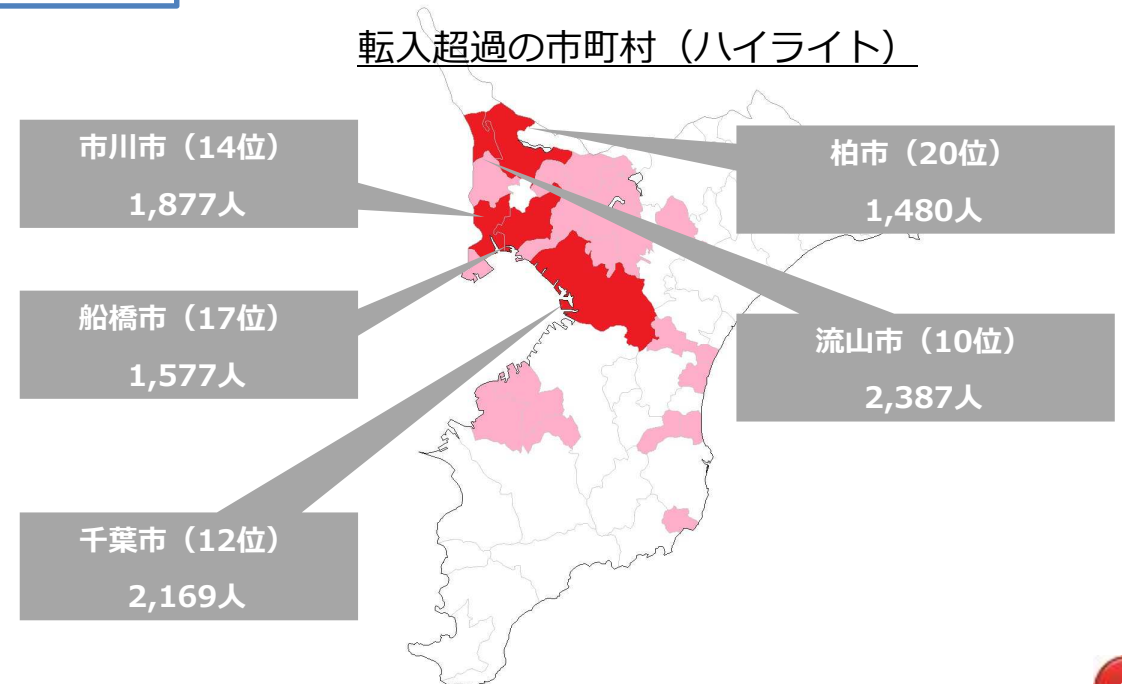 転入超過の市町村（ハイライト）
市川市（14位）
1,877人
柏市（20位）
1,480人
船橋市（17位）
1,577人
流山市（10位）
2,387人
千葉市（12位）
2,169人